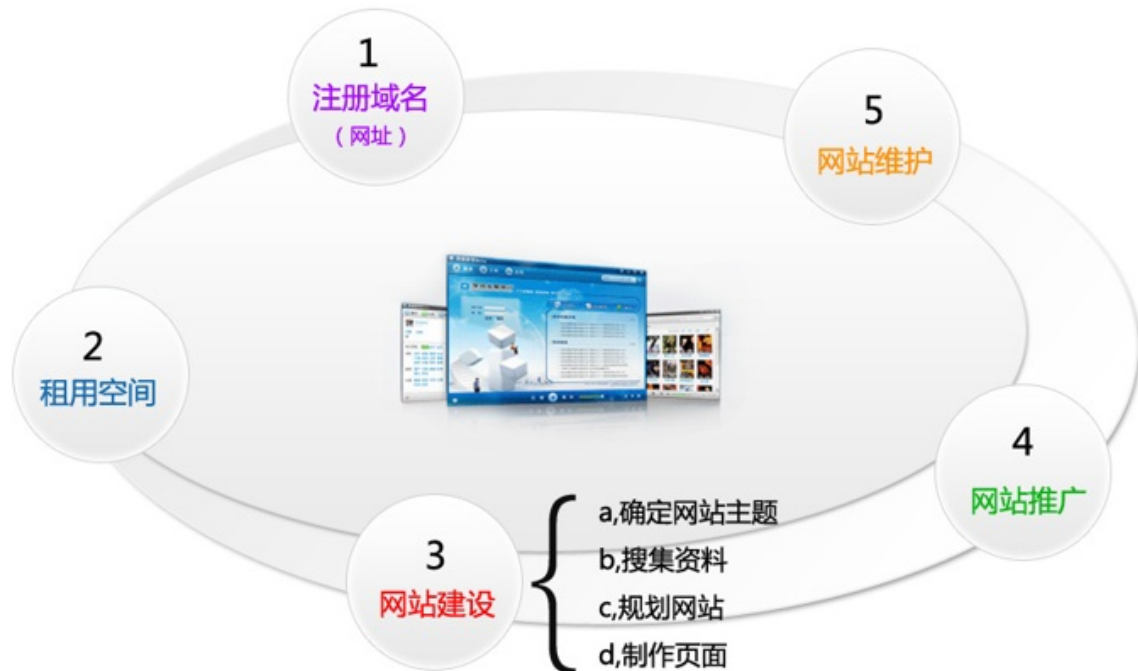 1
注册域名
（网址）
2
租用空间
3
网站建设
a,确定网站主题
b,搜集资料
c,规划网站
d,制作页面
4
网站推广
5
网站维护